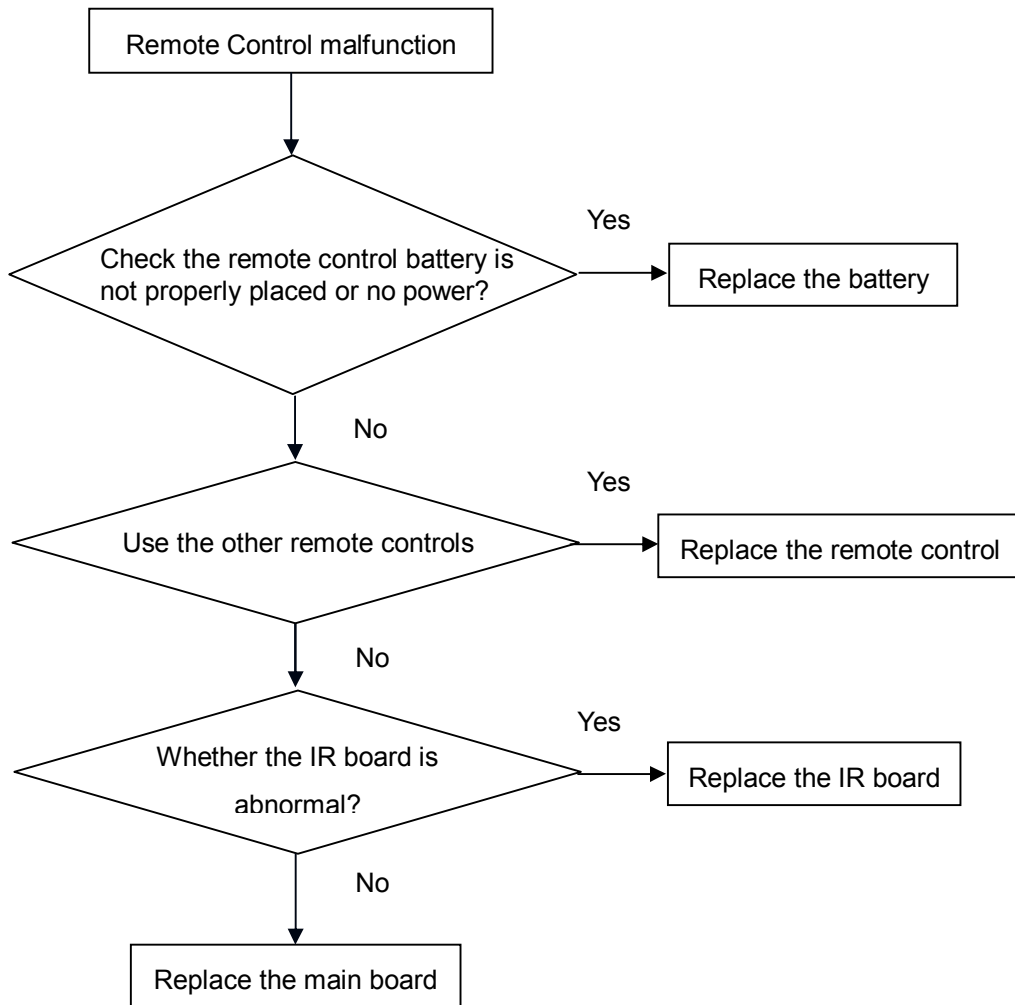 Remote Control malfunction
Yes
Check the remote control battery is
not properly placed or no power?
Replace the battery
No
Yes
Use the other remote controls
Replace the remote control
No
Yes
Whether the IR board is
abnormal?
Replace the IR board
No
Replace the main board